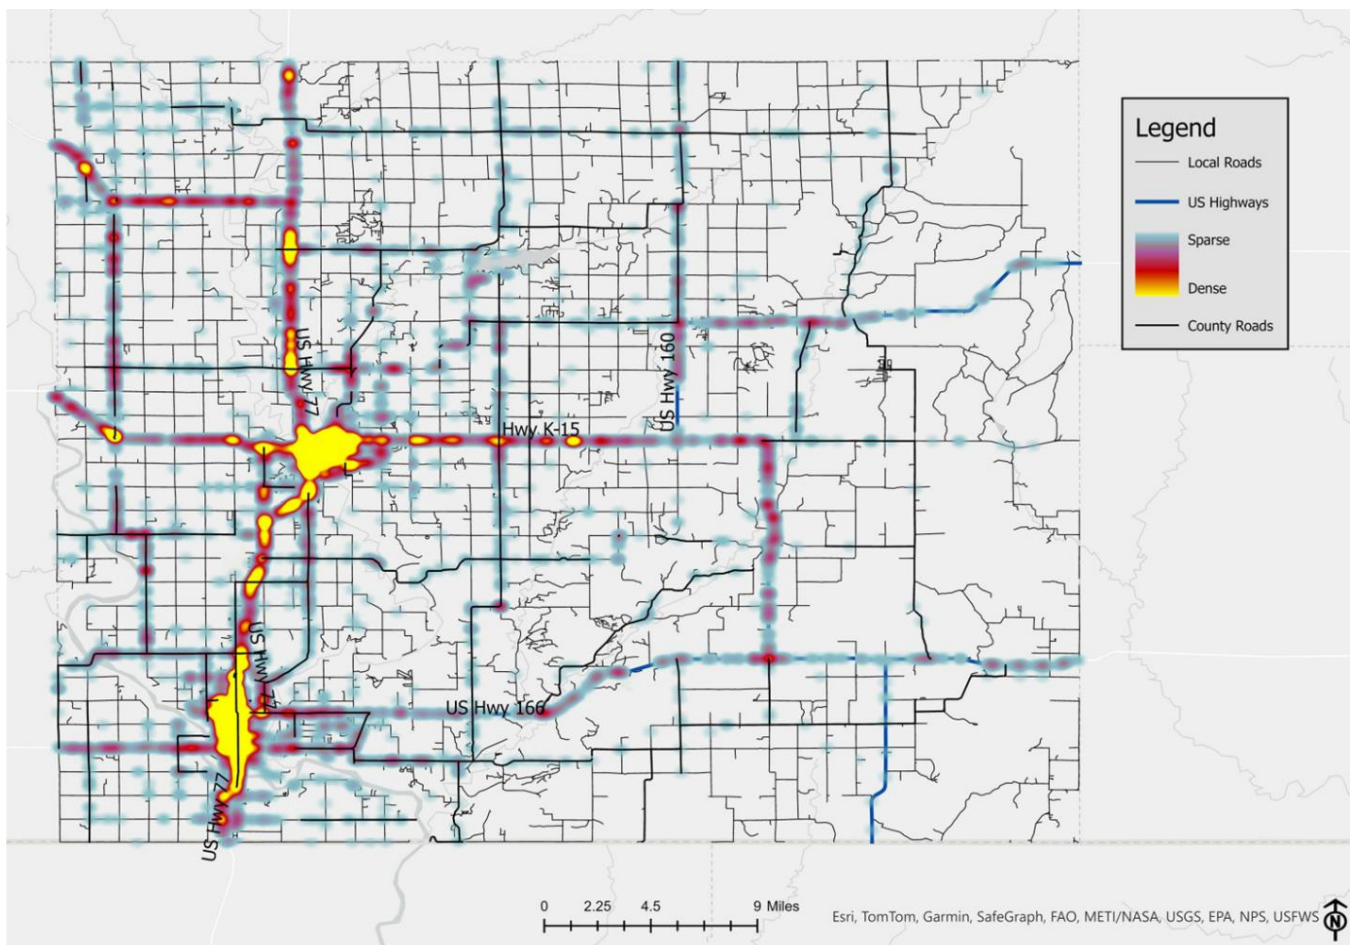 Legend
Local Roads
US Highways
Sparse
Dense
County Roads
US Hwy 77
US Hwy 160
Hwy K-15
US Hwy 77
US Hwy 166
US Hwy 77
0 2.25 4.5 9 Miles
Esri, TomTom, Garmin, SafeGraph, FAO, METI/NASA, USGS, EPA, NPS, USFWS
N